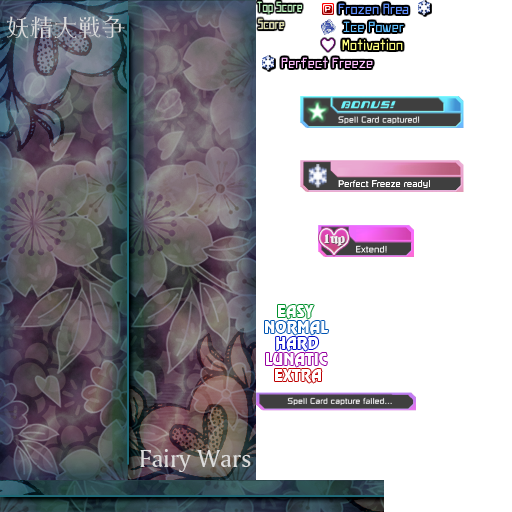 妖精大戦争
Top Score
Score
P Frozen Area
Ice Power
Motivation
Perfect Freeze
BONUS!
Spell Card captured!
Perfect Freeze ready!
1up
Extend!
EASY
NORMAL
HARD
LUNATIC
EXTRA
Spell Card capture failed...
Fairy Wars